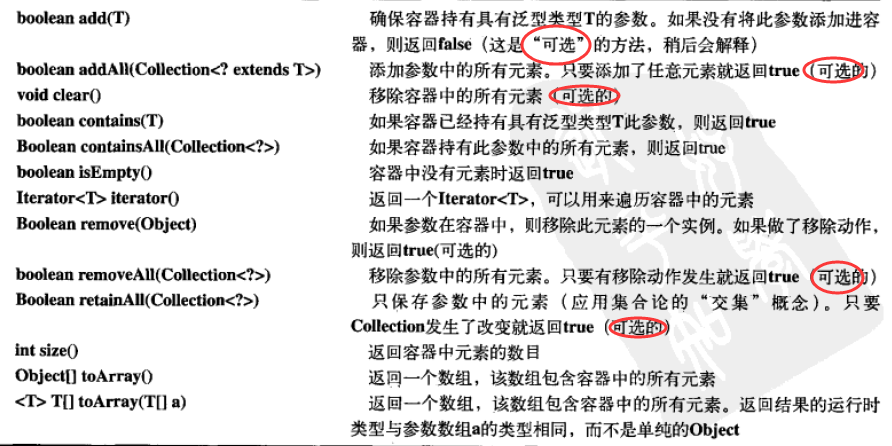 boolean add(T) 确保容器持有具有泛型类型T的参数。如果没有将此参数添加进容
器，则返回false（这是“可选”的方法，稍后会解释）
boolean addAll(Collection<? extends T>) 添加参数中的所有元素。只要添加了任意元素就返回true（可选的）
void clear() 移除容器中的所有元素（可选的）
boolean contains(T) 如果容器已经持有具有泛型类型T此参数，则返回true
Boolean containsAll(Collection<?>) 如果容器持有此参数中的所有元素，则返回true
boolean isEmpty() 容器中没有元素时返回true
Iterator<T> iterator() 返回一个Iterator<T>，可以用来遍历容器中的元素
Boolean remove(Object) 如果参数在容器中，则移除此元素的一个实例。如果做了移除动作，
则返回true(可选的)
boolean removeAll(Collection<?>) 移除参数中的所有元素。只要有移除动作发生就返回true（可选的）
Boolean retainAll(Collection<?>) 只保存参数中的元素（应用集合论的“交集”概念）。只要
Collection发生了改变就返回true（可选的）
int size() 返回容器中元素的数目
Object[] toArray() 返回一个数组，该数组包含容器中的所有元素
<T> T[] toArray(T[] a) 返回一个数组，该数组包含容器中的所有元素。返回结果的运行时
类型与参数数组a的类型相同，而不是单纯的Object